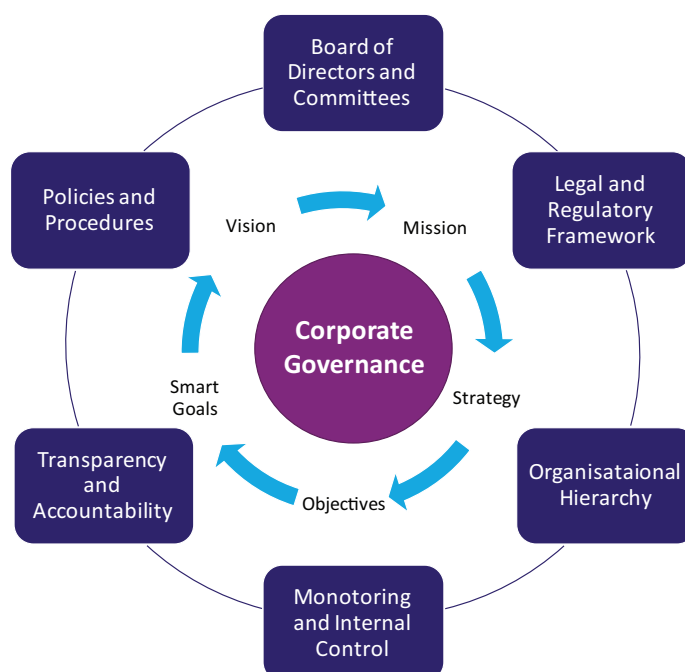 Board of
Directors and
Committees
Policies and
Procedures
Legal and
Regulatory
Framework
Vision
Mission
Corporate
Governance
Smart
Goals
Strategy
Transparency
and
Accountability
Organisataional
Hierarchy
Objectives
Monotoring
and Internal
Control